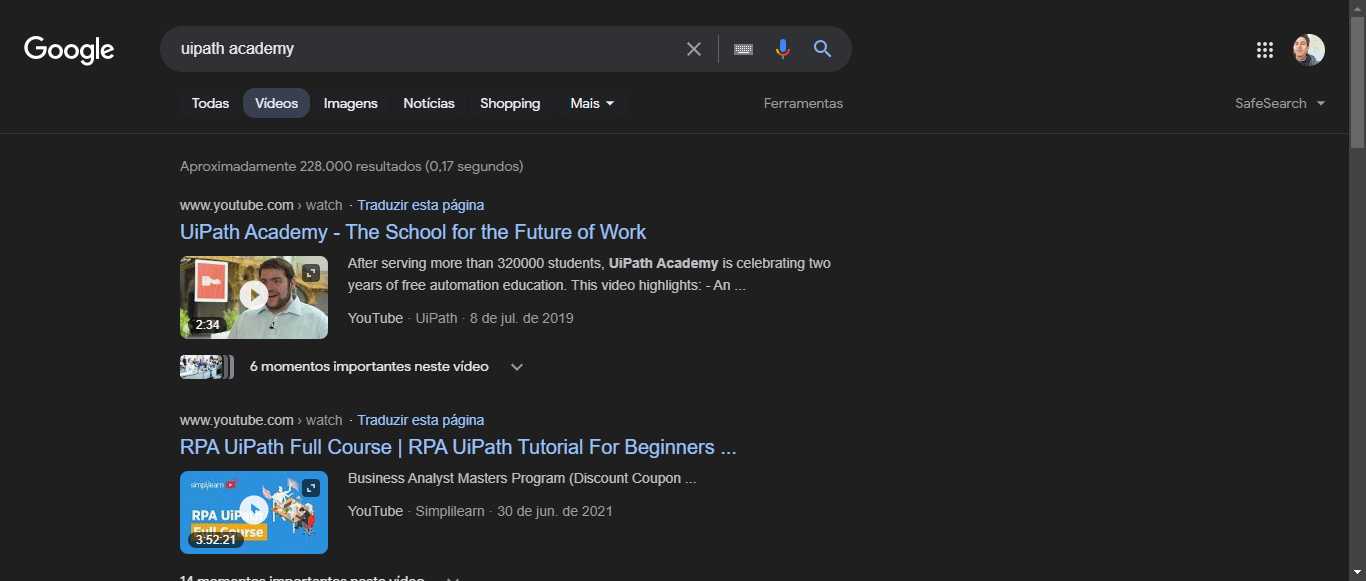 Google
uipath academy
Todas Vídeos Imagens Notícias Shopping Mais Ferramentas SafeSearch
Aproximadamente 228.000 resultados (0,17 segundos)
www.youtube.com › watch · Traduzir esta página
UiPath Academy - The School for the Future of Work
After serving more than 320000 students, UiPath Academy is celebrating two
years of free automation education. This video highlights: - An ...
2:34
YouTube · UiPath · 8 de jul. de 2019
6 momentos importantes neste vídeo
www.youtube.com › watch · Traduzir esta página
RPA UiPath Full Course | RPA UiPath Tutorial For Beginners ...
simplilearn
RPA UiPath
Full Course
3:52:21
Business Analyst Masters Program (Discount Coupon ...
YouTube · Simplilearn · 30 de jun. de 2021
14 momentos importantes neste vídeo